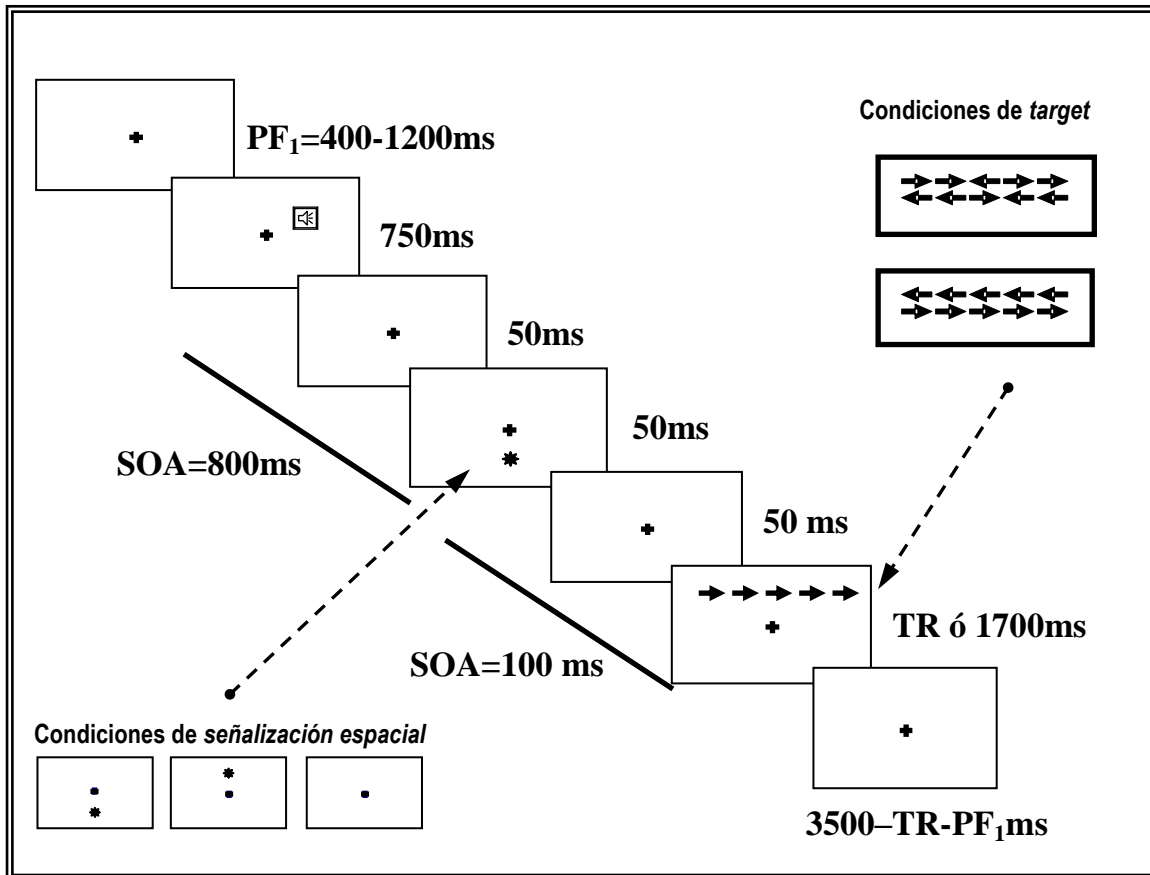 PF₁=400-1200ms
Condiciones de target
750ms
50ms
50ms
SOA=800ms
50 ms
TR ó 1700ms
SOA=100 ms
Condiciones de señalización espacial
3500–TR-PF₁ms